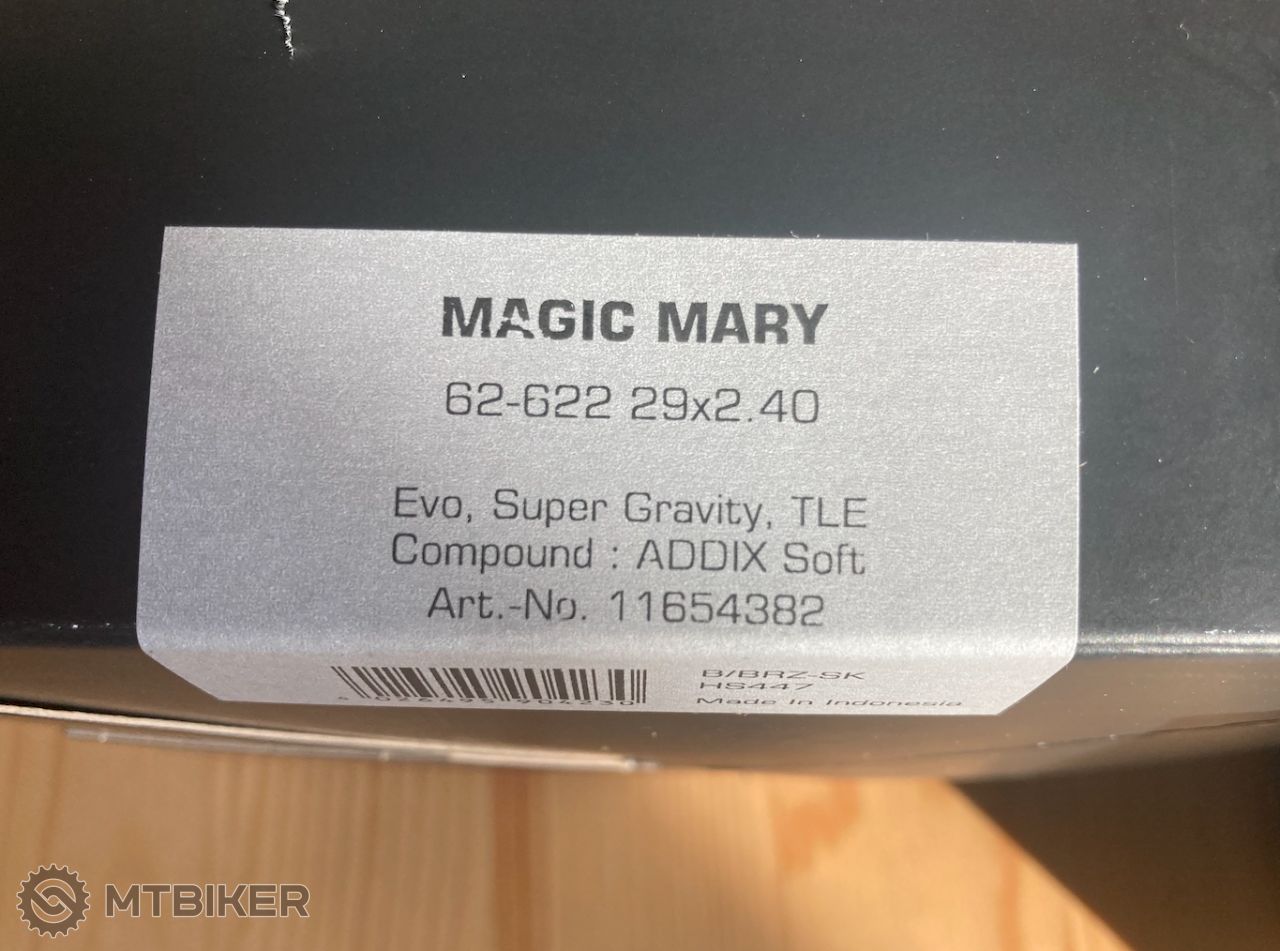 MAGIC MARY
62-622 29x2.40
Evo, Super Gravity, TLE
Compound : ADDIX Soft
Art.-No. 11654382
B/BRZ-SK
HS447
Made In Indonesia
MTBIKER